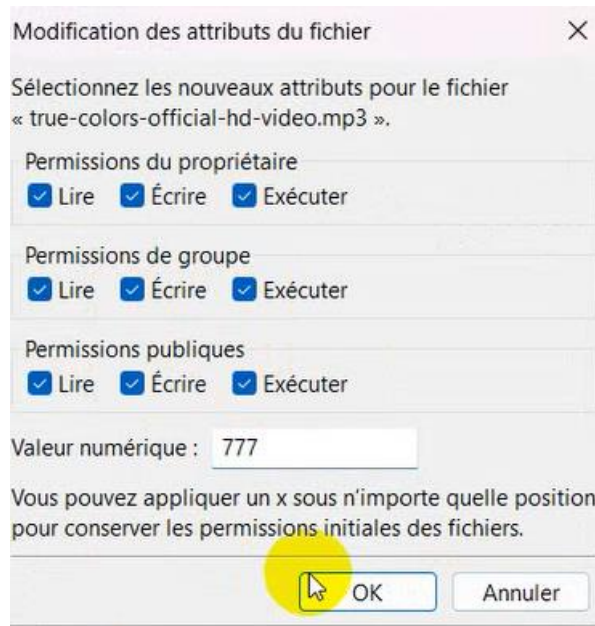 Modification des attributs du fichier
Sélectionnez les nouveaux attributs pour le fichier
« true-colors-official-hd-video.mp3 ».
Permissions du propriétaire
Lire Écrire Exécuter
Permissions de groupe
Lire Écrire Exécuter
Permissions publiques
Lire Écrire Exécuter
Valeur numérique : 777
Vous pouvez appliquer un x sous n'importe quelle position
pour conserver les permissions initiales des fichiers.
OK Annuler